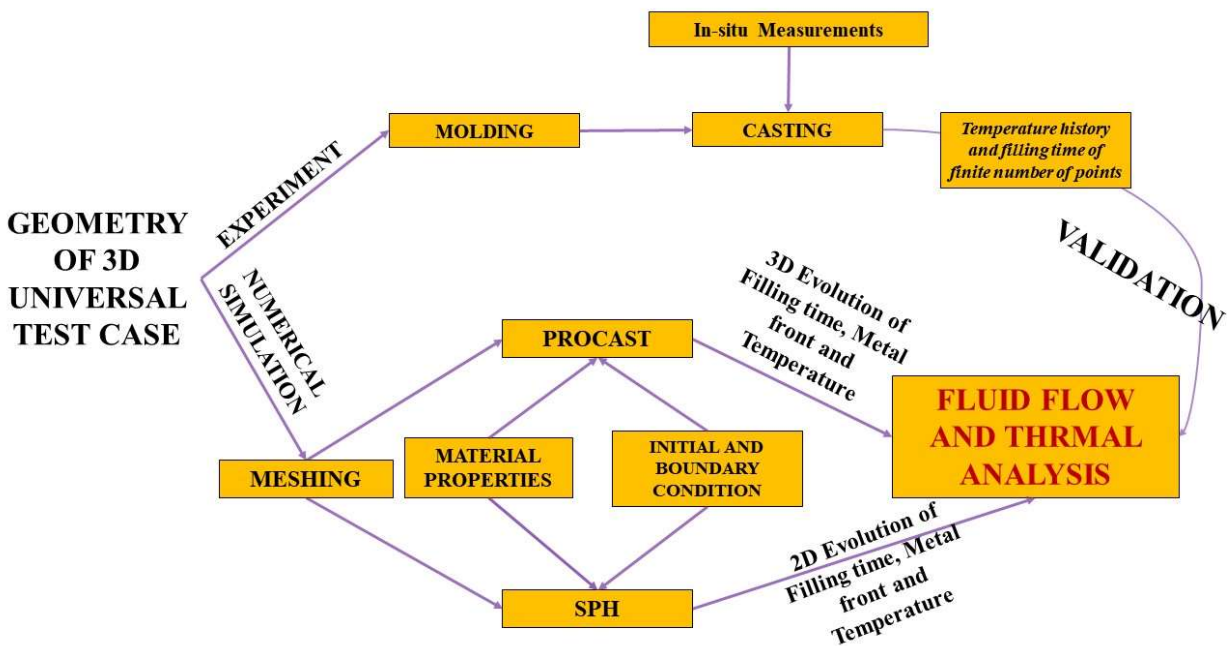 In-situ Measurements
MOLDING
CASTING
Temperature history
and filling time of
finite number of points
EXPERIMENT
GEOMETRY
OF 3D
UNIVERSAL
TEST CASE
NUMERICAL
SIMULATION
VALIDATION
3D Evolution of
Filling time, Metal
front and
Temperature
PROCAST
MESHING
MATERIAL
PROPERTIES
INITIAL AND
BOUNDARY
CONDITION
FLUID FLOW
AND THRMAL
ANALYSIS
2D Evolution of
Filling time, Metal
front and
Temperature
SPH